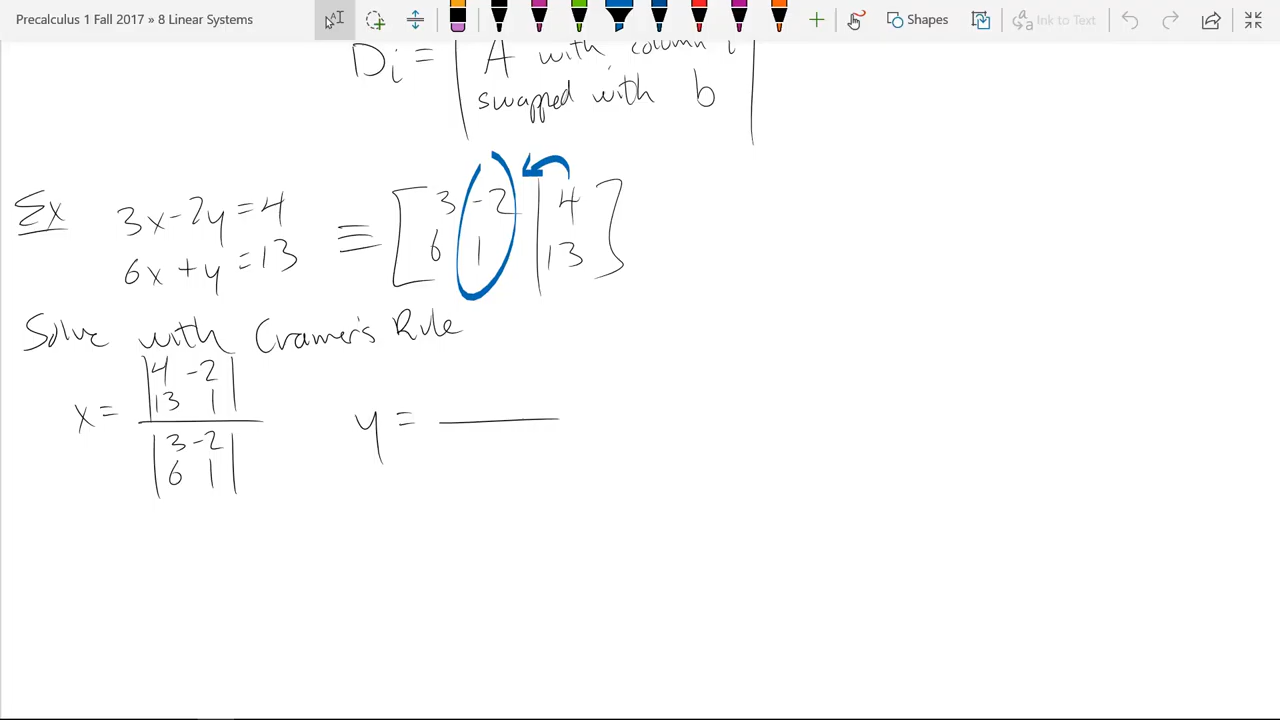 Precalculus 1 Fall 2017 » 8 Linear Systems
Shapes
Ink to Text
Di = | A with column i |
swapped with b
Ex 3x-2y=4 ≡ [ 3 -2 | 4 ]
6x+y=13 [ 6 1 | 13 ]
Solve with Cramer's Rule
|4 -2|
|13 1|
x= y =
|3 -2|
|6 1|